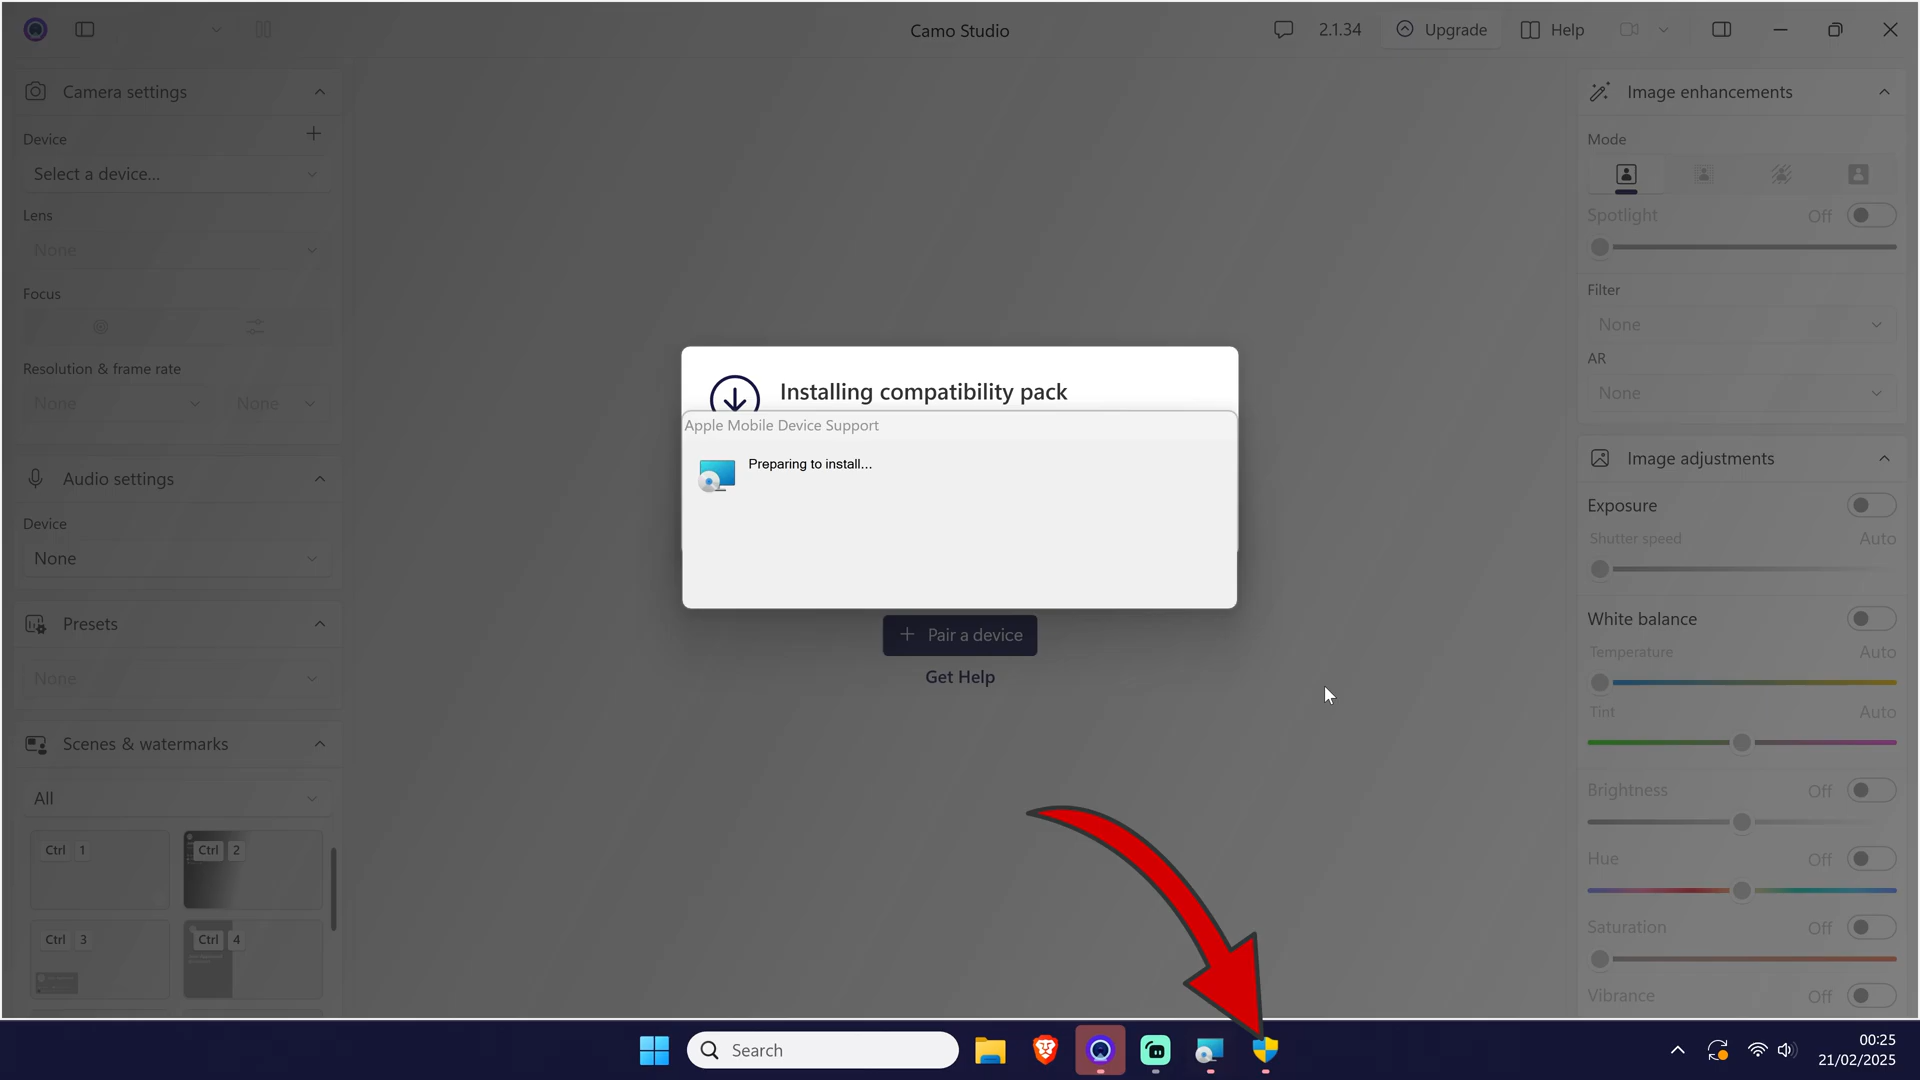 Camo Studio
2.1.34
Upgrade
Help
Camera settings
Device
Select a device...
Lens
None
Focus
Resolution & frame rate
None
None
Audio settings
Device
None
Presets
None
Scenes & watermarks
All
Ctrl 1
Ctrl 2
Ctrl 3
Ctrl 4
Installing compatibility pack
Apple Mobile Device Support
Preparing to install...
Pair a device
Get Help
Image enhancements
Mode
Spotlight Off
Filter
None
AR
None
Image adjustments
Exposure
Shutter speed Auto
White balance
Temperature Auto
Tint Auto
Brightness Off
Hue Off
Saturation Off
Vibrance Off
Search
00:25
21/02/2025